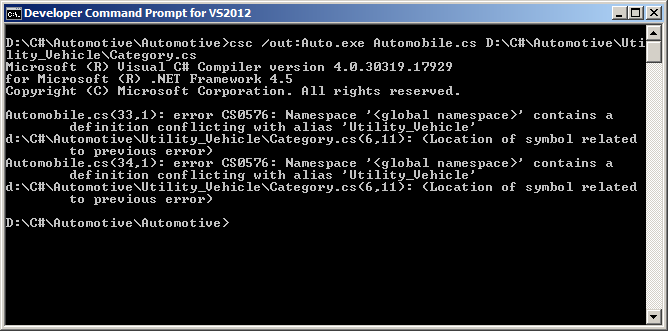 Developer Command Prompt for VS2012
D:\C#\Automotive\Automotive>csc /out:Auto.exe Automobile.cs D:\C#\Automotive\Uti
lity_Vehicle\Category.cs
Microsoft (R) Visual C# Compiler version 4.0.30319.17929
for Microsoft (R) .NET Framework 4.5
Copyright (C) Microsoft Corporation. All rights reserved.
Automobile.cs(33,1): error CS0576: Namespace '<global namespace>' contains a
definition conflicting with alias 'Utility_Vehicle'
d:\C#\Automotive\Utility_Vehicle\Category.cs(6,11): (Location of symbol related
to previous error)
Automobile.cs(34,1): error CS0576: Namespace '<global namespace>' contains a
definition conflicting with alias 'Utility_Vehicle'
d:\C#\Automotive\Utility_Vehicle\Category.cs(6,11): (Location of symbol related
to previous error)
D:\C#\Automotive\Automotive>